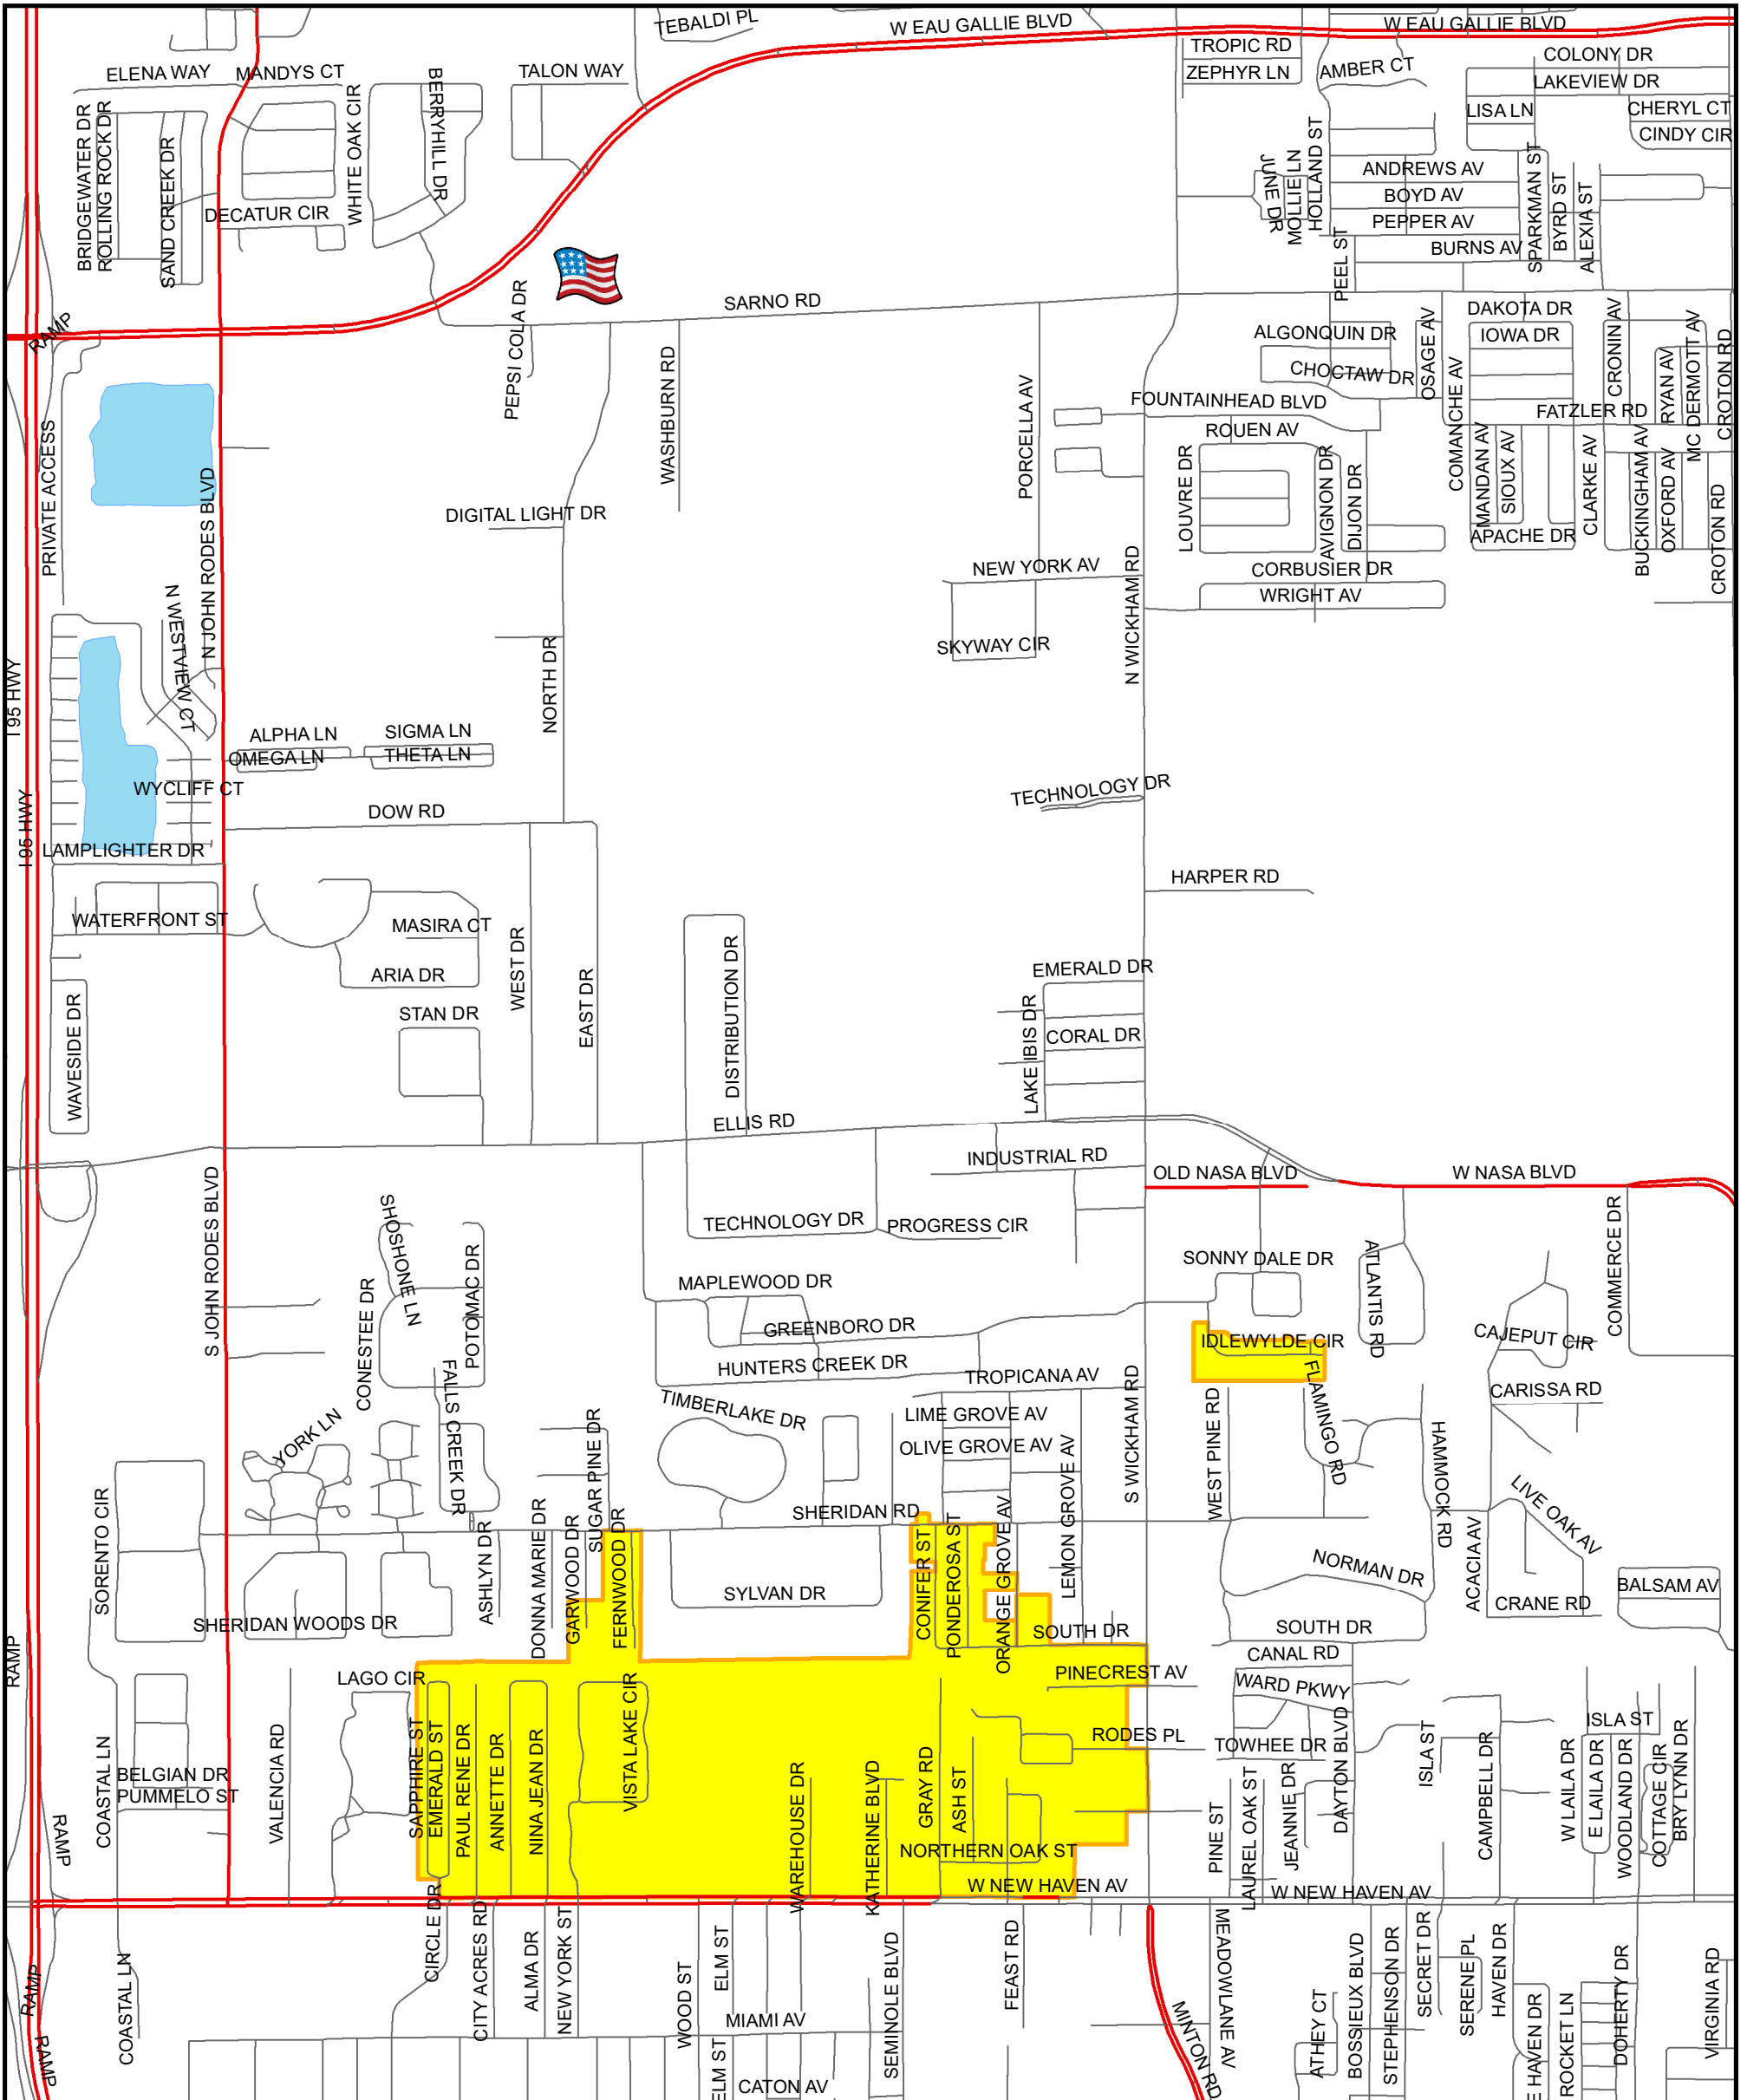 TEBALDI PL
W EAU GALLIE BLVD
W EAU GALLIE BLVD
TROPIC RD
ZEPHYR LN
AMBER CT
COLONY DR
LAKEVIEW DR
LISA LN
CHERYL CT
CINDY CIR
ELENA WAY
MANDYS CT
TALON WAY
BRIDGEWATER DR
ROLLING ROCK DR
SAND CREEK DR
WHITE OAK CIR
BERRYHILL DR
DECATUR CIR
JUNE DR
MOLLIE LN
HOLLAND ST
ANDREWS AV
BOYD AV
PEPPER AV
BURNS AV
PEEL ST
SPARKMAN ST
BYRD ST
ALEXIA ST
RAMP
SARNO RD
PEPSI COLA DR
WASHBURN RD
PORCELLA AV
ALGONQUIN DR
CHOCTAW DR
OSAGE AV
DAKOTA DR
IOWA DR
CRONIN AV
RYAN AV
MC DERMOTT AV
CROTON RD
FOUNTAINHEAD BLVD
ROUEN AV
COMANCHE AV
FATZLER RD
PRIVATE ACCESS
N JOHN RODES BLVD
DIGITAL LIGHT DR
LOUVRE DR
AVIGNON DR
DIJON DR
MANDAN AV
SIOUX AV
CLARKE AV
BUCKINGHAM AV
OXFORD AV
CROTON RD
APACHE DR
NEW YORK AV
N WICKHAM RD
CORBUSIER DR
WRIGHT AV
SKYWAY CIR
N WESTVIEW CT
NORTH DR
I 95 HWY
ALPHA LN
SIGMA LN
OMEGA LN
THETA LN
WYCLIFF CT
DOW RD
TECHNOLOGY DR
I 95 HWY
LAMPLIGHTER DR
HARPER RD
WATERFRONT ST
MASIRA CT
ARIA DR
WEST DR
EAST DR
DISTRIBUTION DR
STAN DR
WAVESIDE DR
EMERALD DR
LAKE IBIS DR
CORAL DR
ELLIS RD
INDUSTRIAL RD
OLD NASA BLVD
W NASA BLVD
TECHNOLOGY DR
PROGRESS CIR
S JOHN RODES BLVD
SHOSHONE LN
CONESTEE DR
POTOMAC DR
MAPLEWOOD DR
GREENBORO DR
HUNTERS CREEK DR
SONNY DALE DR
ATLANTIS RD
COMMERCE DR
IDLEWYLDE CIR
CAJEPUT CIR
TROPICANA AV
S WICKHAM RD
WEST PINE RD
FLAMINGO RD
CARISSA RD
YORK LN
FALLS CREEK DR
SUGAR PINE DR
TIMBERLAKE DR
LIME GROVE AV
OLIVE GROVE AV
LEMON GROVE AV
HAMMOCK RD
LIVE OAK AV
SORENTO CIR
SHERIDAN RD
ASHLYN DR
DONNA MARIE DR
GARWOOD DR
FERNWOOD DR
SYLVAN DR
CONIFER ST
PONDEROSA ST
ORANGE GROVE AV
NORMAN DR
ACACIA AV
CRANE RD
BALSAM AV
SHERIDAN WOODS DR
SOUTH DR
SOUTH DR
CANAL RD
RAMP
LAGO CIR
PINECREST AV
WARD PKWY
COASTAL LN
BELGIAN DR
PUMMELO ST
VALENCIA RD
SAPPHIRE ST
EMERALD ST
PAUL RENE DR
ANNETTE DR
NINA JEAN DR
VISTA LAKE CIR
WAREHOUSE DR
KATHERINE BLVD
GRAY RD
ASH ST
RODES PL
TOWHEE DR
DAYTON BLVD
ISLA ST
ISLA ST
CAMPBELL DR
W LAILA DR
E LAILA DR
WOODLAND DR
COTTAGE CIR
BRY LYNN DR
RAMP
NORTHERN OAK ST
PINE ST
LAUREL OAK ST
JEANNIE DR
W NEW HAVEN AV
W NEW HAVEN AV
RAMP
COASTAL LN
CIRCLE DR
CITY ACRES RD
ALMA DR
NEW YORK ST
WOOD ST
ELM ST
MIAMI AV
SEMINOLE BLVD
FEAST RD
MINTON RD
MEADOWLANE AV
ATHEY CT
BOSSIEUX BLVD
STEPHENSON DR
SECRET DR
SERENE PL
HAVEN DR
E HAVEN DR
ROCKET LN
DOHERTY DR
VIRGINIA RD
RAMP
ELM ST
CATON AV